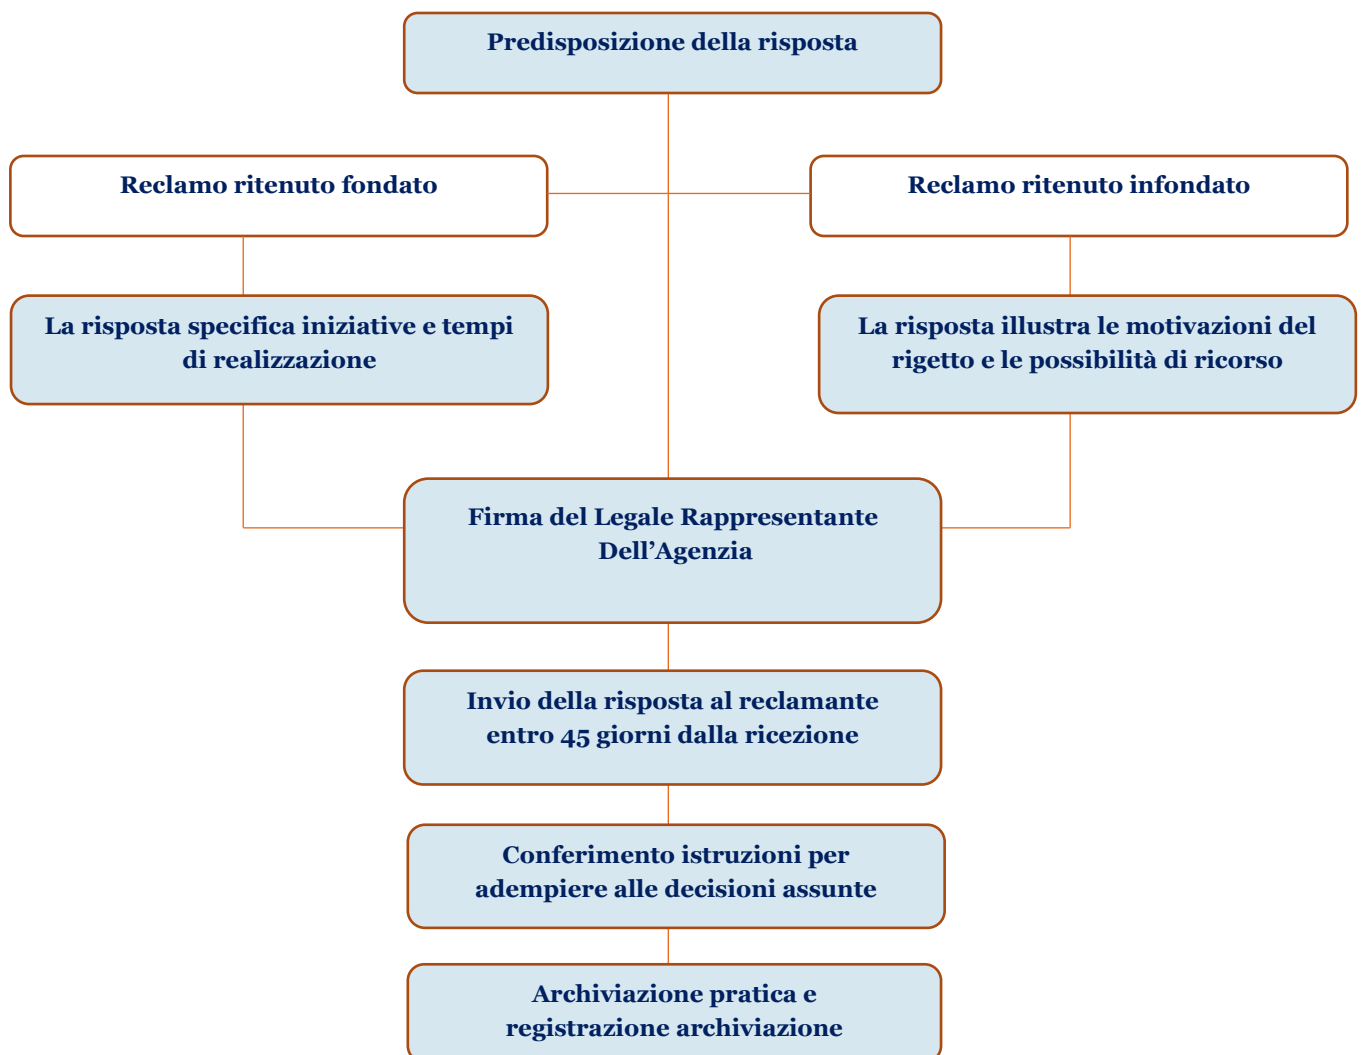 Predisposizione della risposta
Reclamo ritenuto fondato
Reclamo ritenuto infondato
La risposta specifica iniziative e tempi
di realizzazione
La risposta illustra le motivazioni del
rigetto e le possibilità di ricorso
Firma del Legale Rappresentante
Dell’Agenzia
Invio della risposta al reclamante
entro 45 giorni dalla ricezione
Conferimento istruzioni per
adempiere alle decisioni assunte
Archiviazione pratica e
registrazione archiviazione